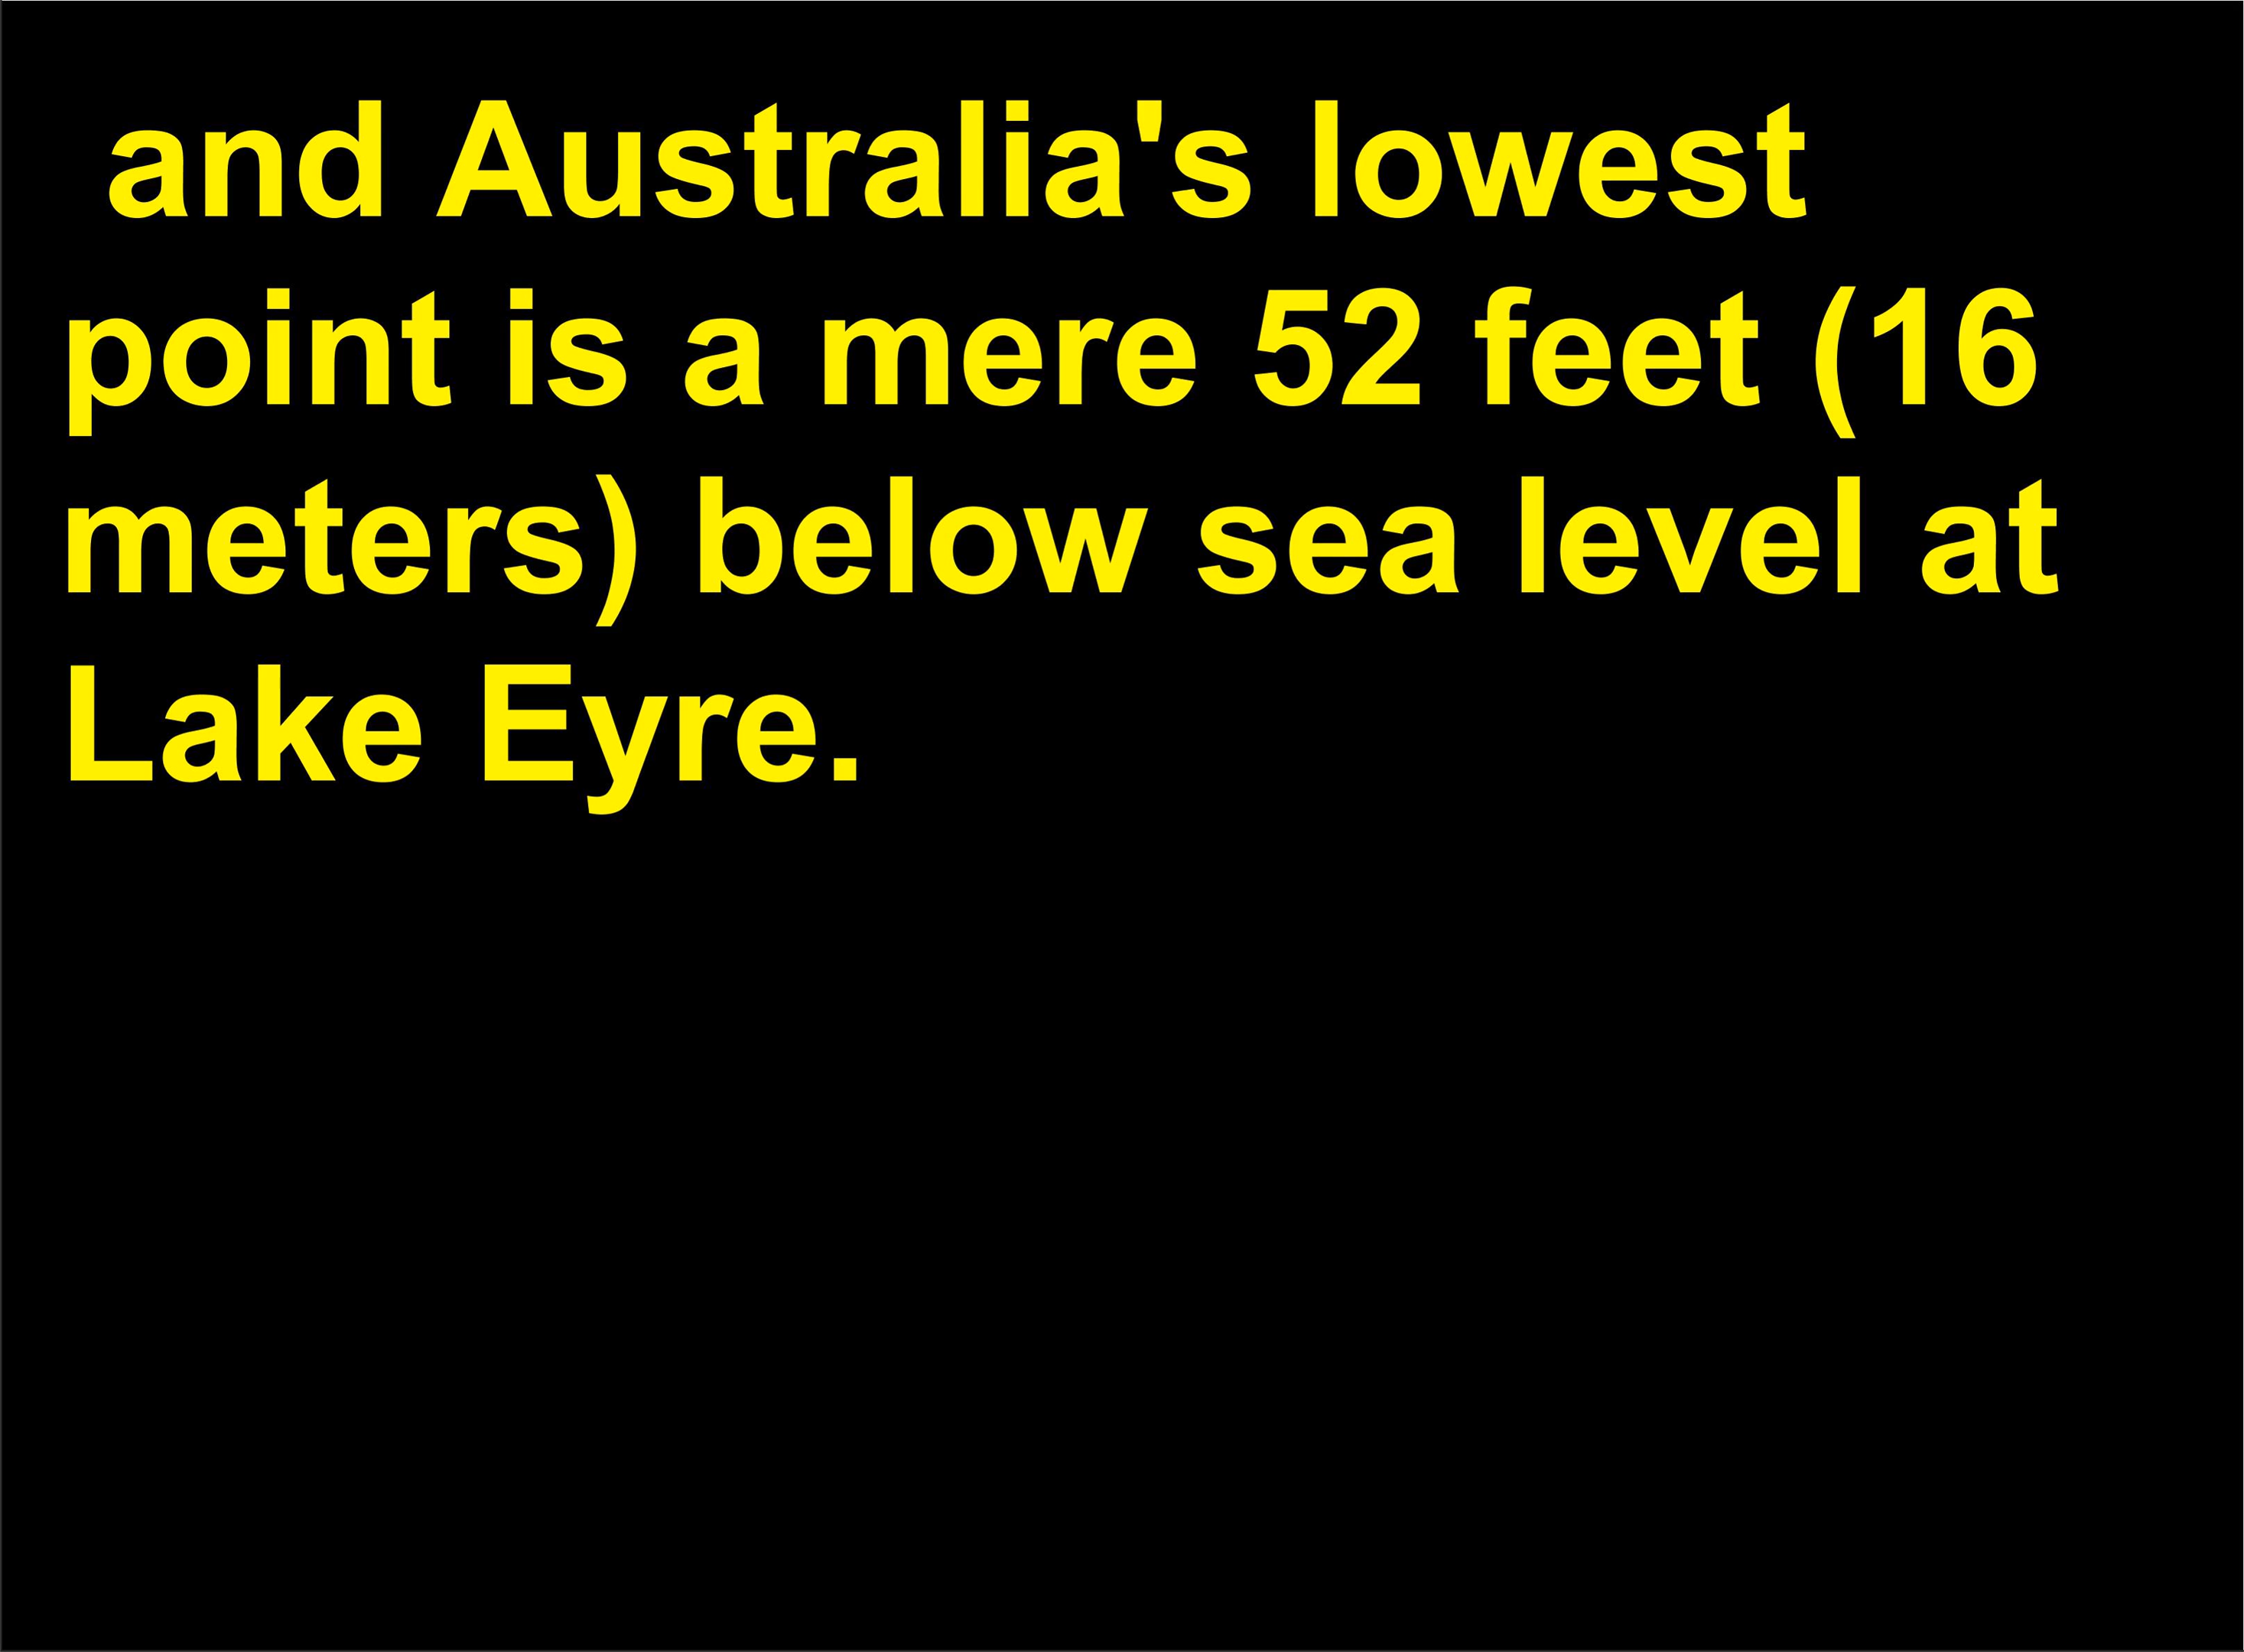 and Australia's lowest
point is a mere 52 feet (16
meters) below sea level at
Lake Eyre.